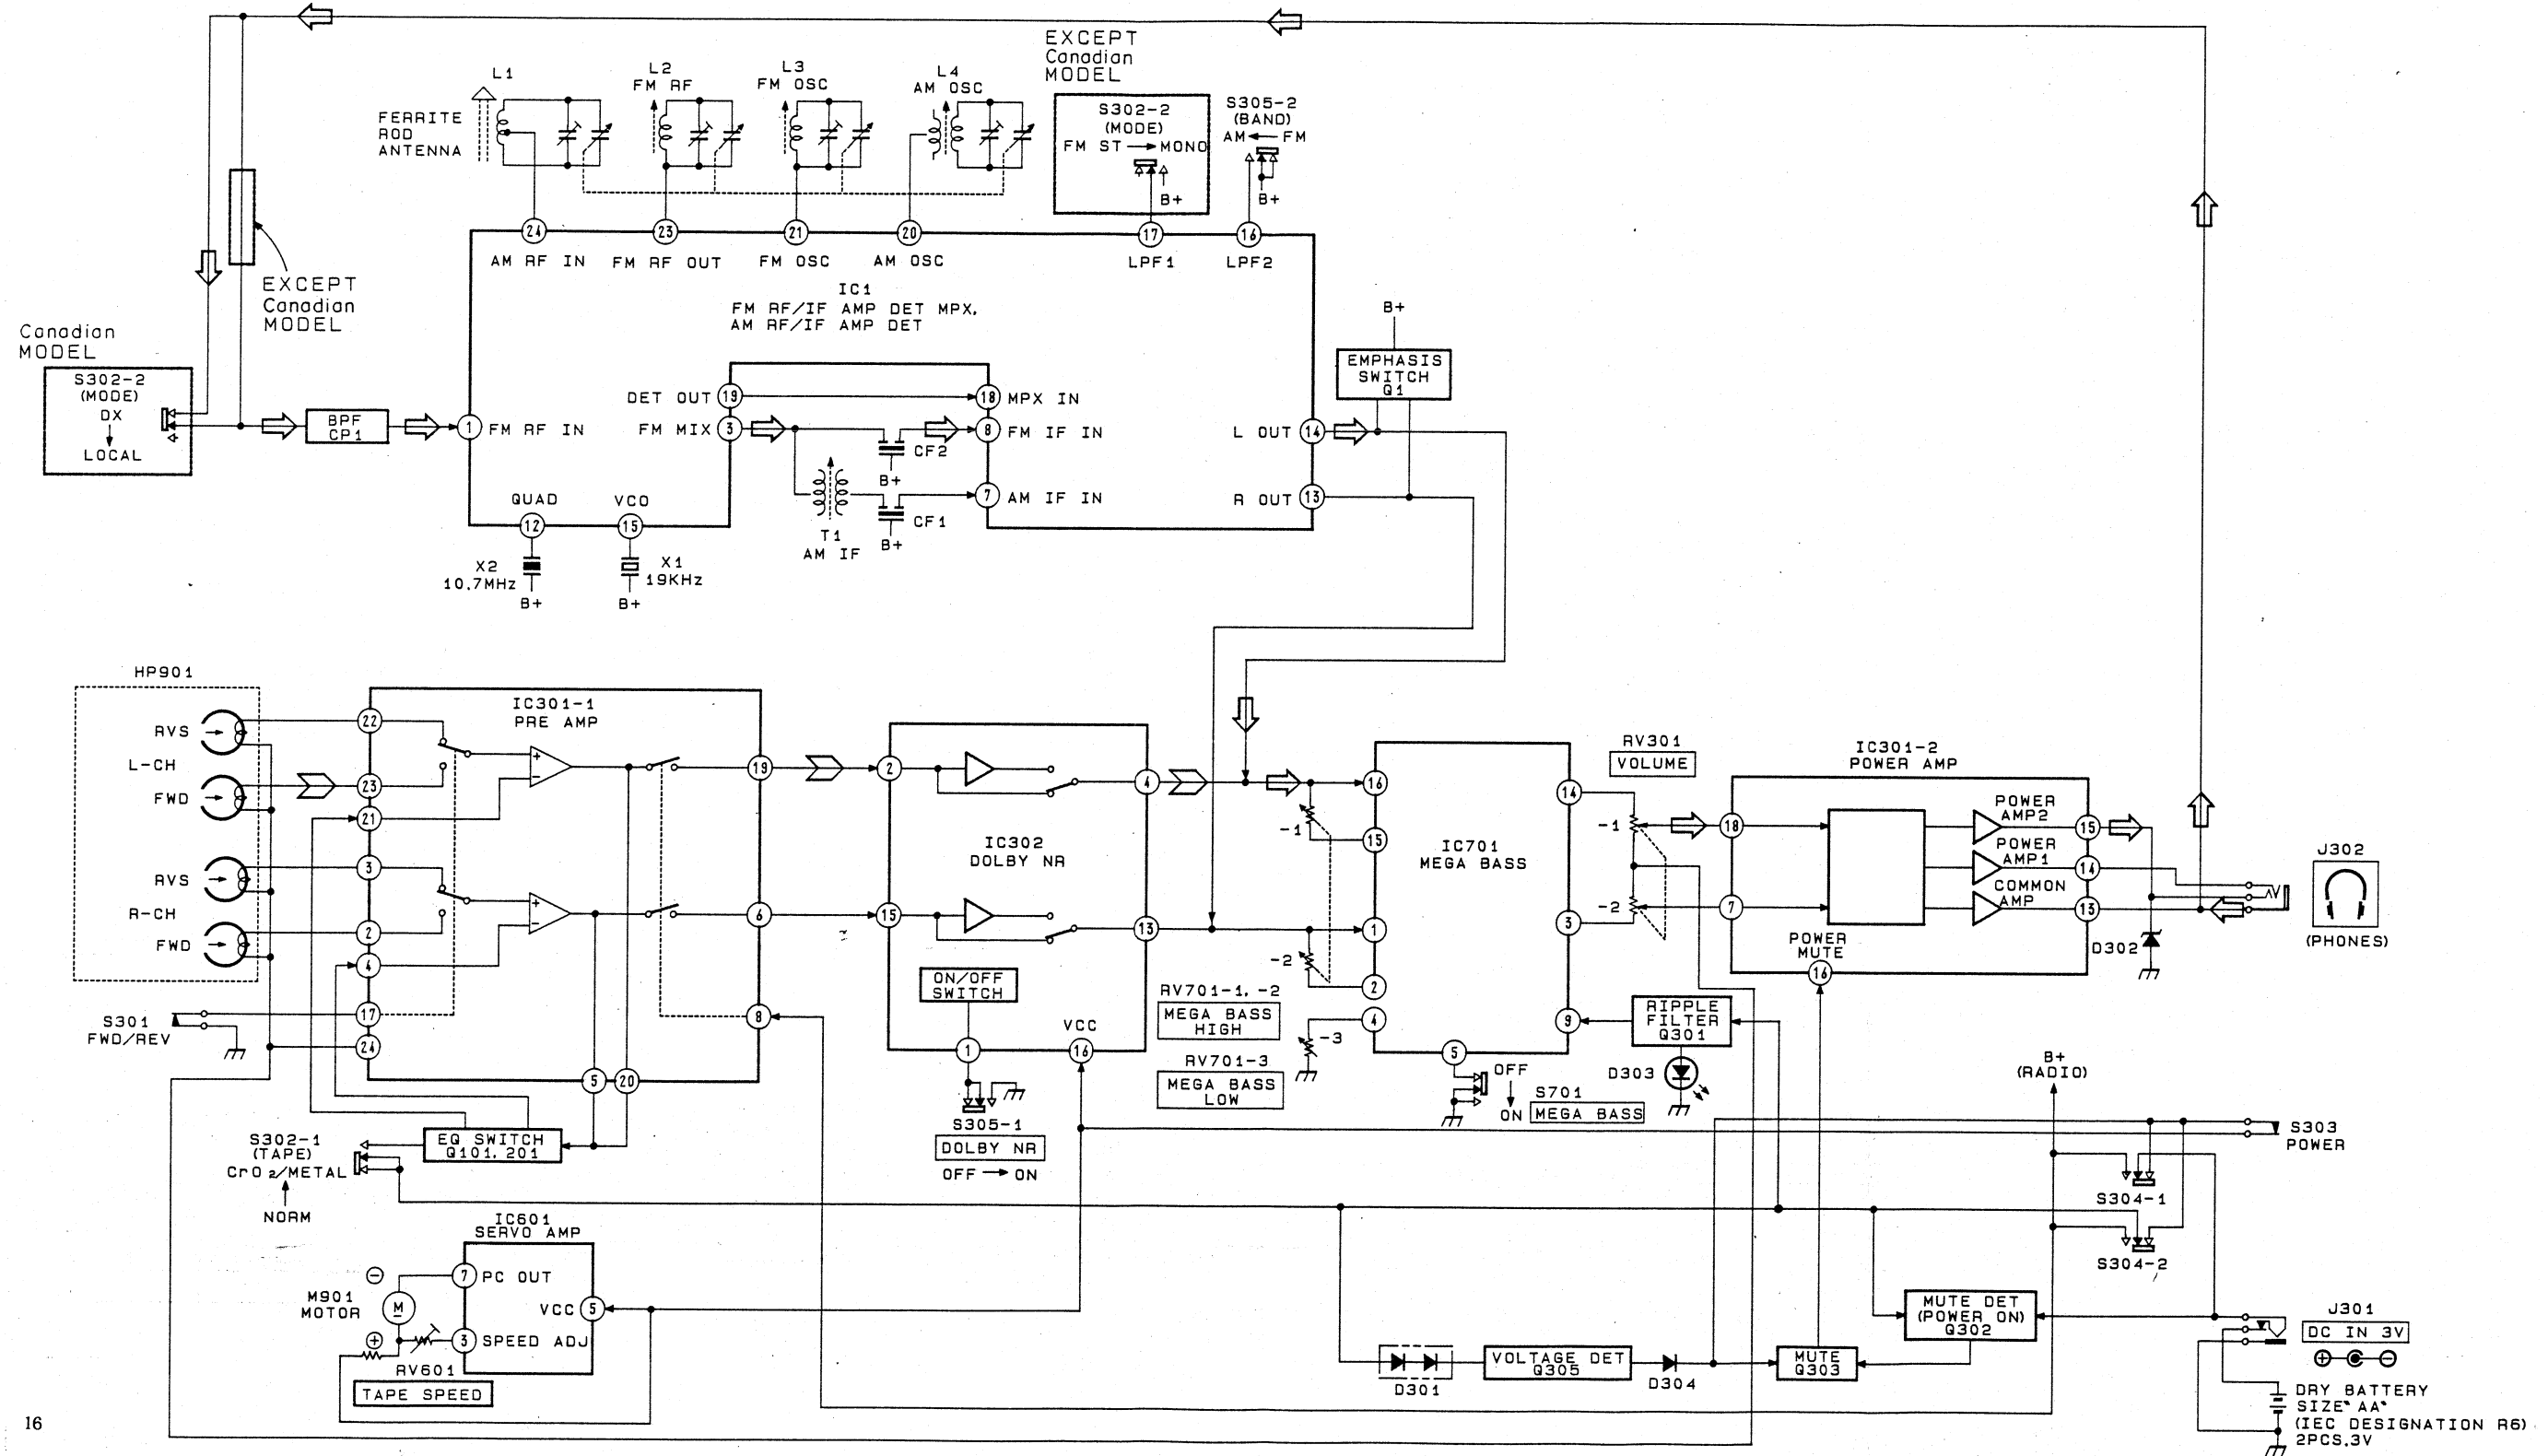 EXCEPT
Canadian
MODEL
L1
L2
FM RF
L3
FM OSC
L4
AM OSC
FERRITE
ROD
ANTENNA
S302-2
(MODE)
FM ST → MONO
B+
S305-2
(BAND)
AM ← FM
B+
24
23
21
20
17
16
AM RF IN
FM RF OUT
FM OSC
AM OSC
LPF1
LPF2
EXCEPT
Canadian
MODEL
IC1
FM RF/IF AMP DET MPX,
AM RF/IF AMP DET
Canadian
MODEL
S302-2
(MODE)
DX
LOCAL
BPF
CP1
1
FM RF IN
DET OUT
19
18
MPX IN
FM MIX
3
8
FM IF IN
CF2
B+
7
AM IF IN
CF1
B+
T1
AM IF
L OUT
14
R OUT
13
B+
EMPHASIS
SWITCH
Q1
QUAD
VCO
12
15
X2
10.7MHz
B+
X1
19KHz
B+
HP901
RVS
L-CH
FWD
RVS
R-CH
FWD
IC301-1
PRE AMP
22
23
21
3
2
4
17
24
+
−
+
−
19
6
8
5
20
S301
FWD/REV
IC302
DOLBY NR
2
4
15
13
ON/OFF
SWITCH
VCC
1
16
S305-1
DOLBY NR
OFF → ON
-1
-2
-3
RV701-1, -2
MEGA BASS
HIGH
RV701-3
MEGA BASS
LOW
IC701
MEGA BASS
16
15
1
2
4
5
14
3
9
OFF
ON
S701
MEGA BASS
RV301
VOLUME
-1
-2
RIPPLE
FILTER
Q301
D303
IC301-2
POWER AMP
18
7
POWER
AMP2
15
POWER
AMP1
14
COMMON
AMP
13
POWER
MUTE
16
D302
J302
(PHONES)
B+
(RADIO)
S303
POWER
S304-1
S304-2
S302-1
(TAPE)
CrO2/METAL
NORM
EQ SWITCH
Q101, 201
IC601
SERVO AMP
7
PC OUT
VCC
5
3
SPEED ADJ
−
M901
MOTOR
M
+
RV601
TAPE SPEED
D301
VOLTAGE DET
Q305
D304
MUTE
Q303
MUTE DET
(POWER ON)
Q302
J301
DC IN 3V
+
−
DRY BATTERY
SIZE"AA"
(IEC DESIGNATION R6)
2PCS,3V
16